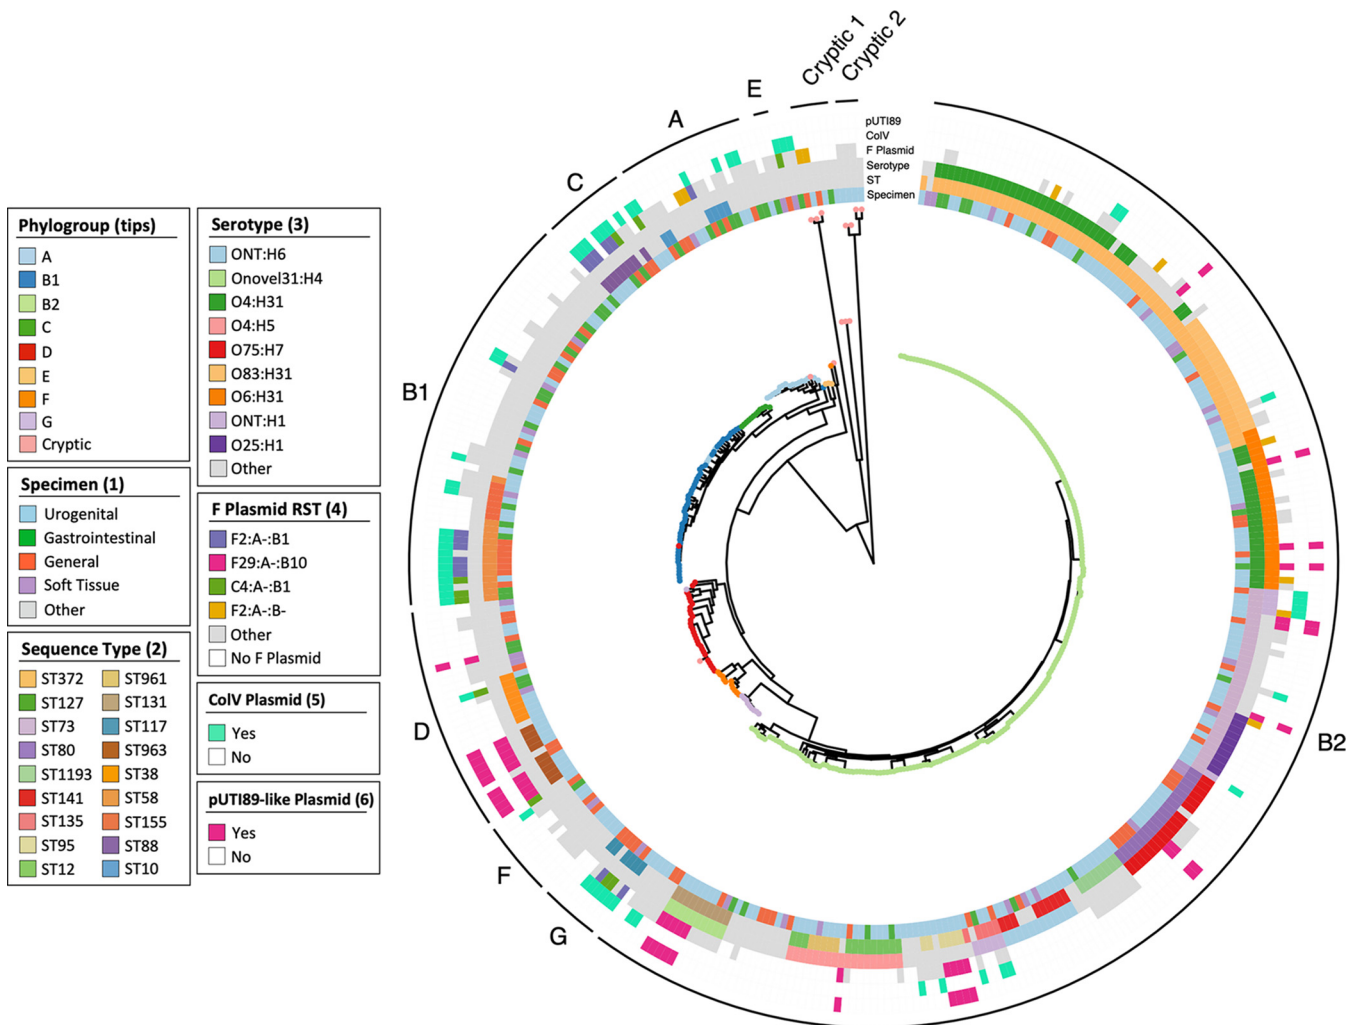 Cryptic 1
Cryptic 2
E
A
C
B1
D
F
G
B2
pUTI89
ColV
F Plasmid
Serotype
ST
Specimen
Phylogroup (tips)
A
B1
B2
C
D
E
F
G
Cryptic
Specimen (1)
Urogenital
Gastrointestinal
General
Soft Tissue
Other
Sequence Type (2)
ST372
ST127
ST73
ST80
ST1193
ST141
ST135
ST95
ST12
ST961
ST131
ST117
ST963
ST38
ST58
ST155
ST88
ST10
Serotype (3)
ONT:H6
Onovel31:H4
O4:H31
O4:H5
O75:H7
O83:H31
O6:H31
ONT:H1
O25:H1
Other
F Plasmid RST (4)
F2:A-:B1
F29:A-:B10
C4:A-:B1
F2:A-:B-
Other
No F Plasmid
ColV Plasmid (5)
Yes
No
pUTI89-like Plasmid (6)
Yes
No